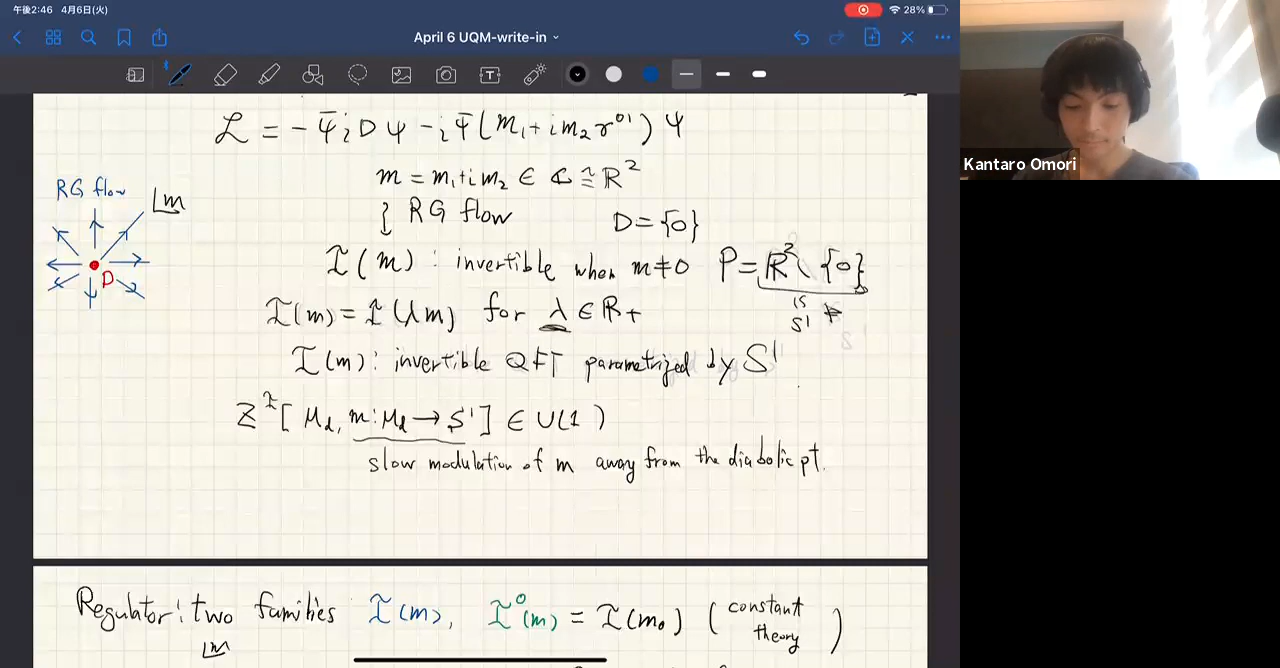 午後2:46 4月6日(火)
28%
April 6 UQM-write-in
Kantaro Omori
ℒ = - Ψ̄ i D Ψ - i Ψ̄ (m₁ + i m₂ γ⁰¹) Ψ
m = m₁ + i m₂ ∈ ℂ ≅ ℝ²
RG flow
Lm
RG flow
D = {0}
D
I(m) : invertible when m ≠ 0 P = ℝ² \ {0}
I(m) = I(λm) for λ ∈ ℝ+
S¹
I(m) : invertible QFT parametrized by S¹
Z^I [ M_d, m : M_d → S¹ ] ∈ U(1)
slow modulation of m away from the diabolic pt.
Regulator: two families I(m), I⁰(m) = I(m₀) (constant theory)
Lm